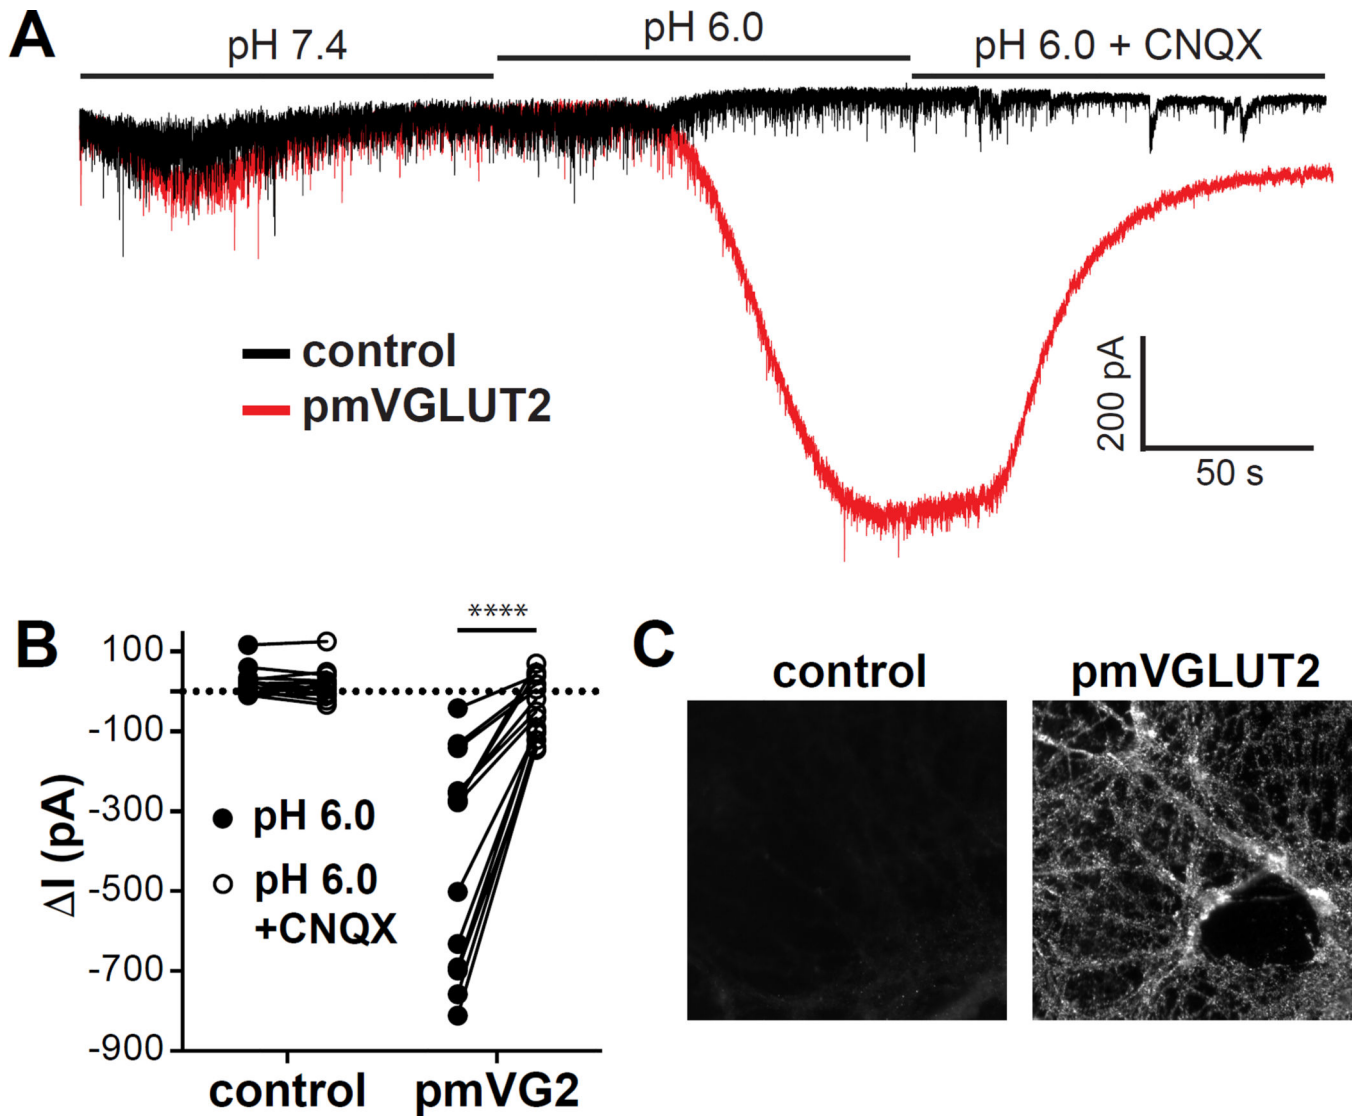 A
pH 7.4
pH 6.0
pH 6.0 + CNQX
control
pmVGLUT2
200 pA
50 s
B
****
100
-100
-300
-500
-700
-900
ΔI (pA)
pH 6.0
pH 6.0
+CNQX
control
pmVG2
C
control
pmVGLUT2